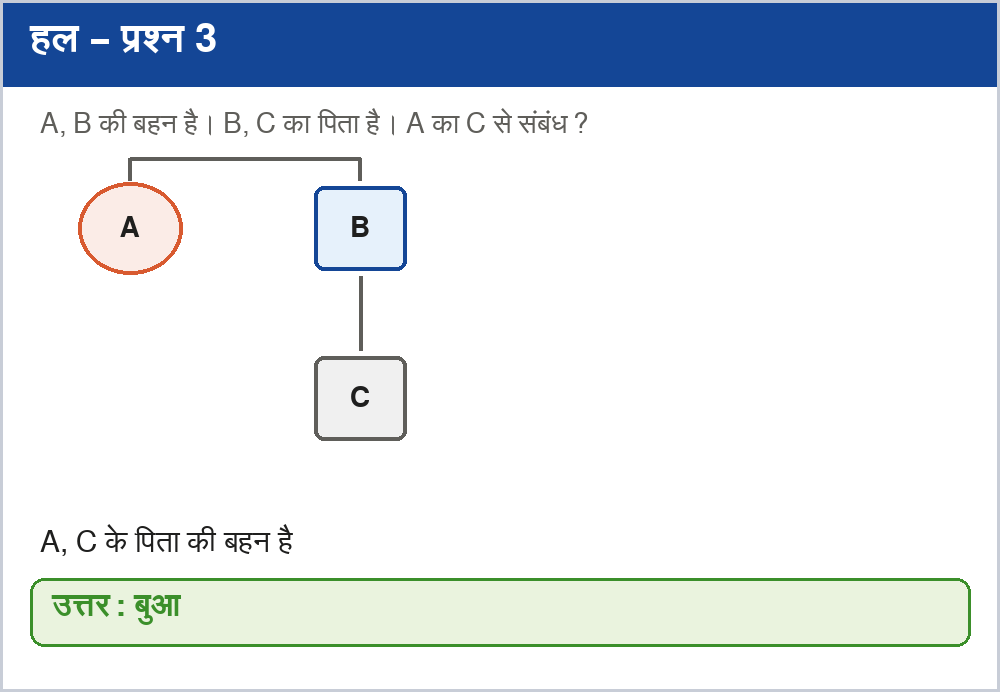 हल – प्रश्न 3
A, B की बहन है। B, C का पिता है। A का C से संबंध ?
A
B
C
A, C के पिता की बहन है
उत्तर : बुआ